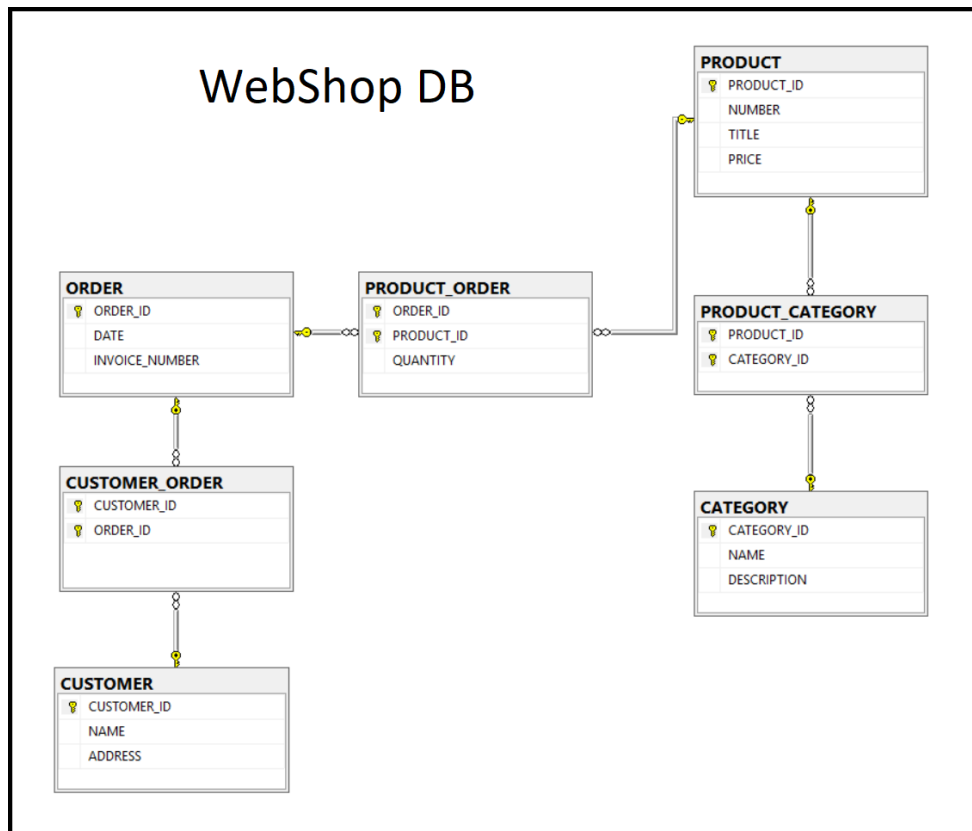 WebShop DB
PRODUCT
PRODUCT_ID
NUMBER
TITLE
PRICE
ORDER
ORDER_ID
DATE
INVOICE_NUMBER
PRODUCT_ORDER
ORDER_ID
PRODUCT_ID
QUANTITY
PRODUCT_CATEGORY
PRODUCT_ID
CATEGORY_ID
CUSTOMER_ORDER
CUSTOMER_ID
ORDER_ID
CATEGORY
CATEGORY_ID
NAME
DESCRIPTION
CUSTOMER
CUSTOMER_ID
NAME
ADDRESS